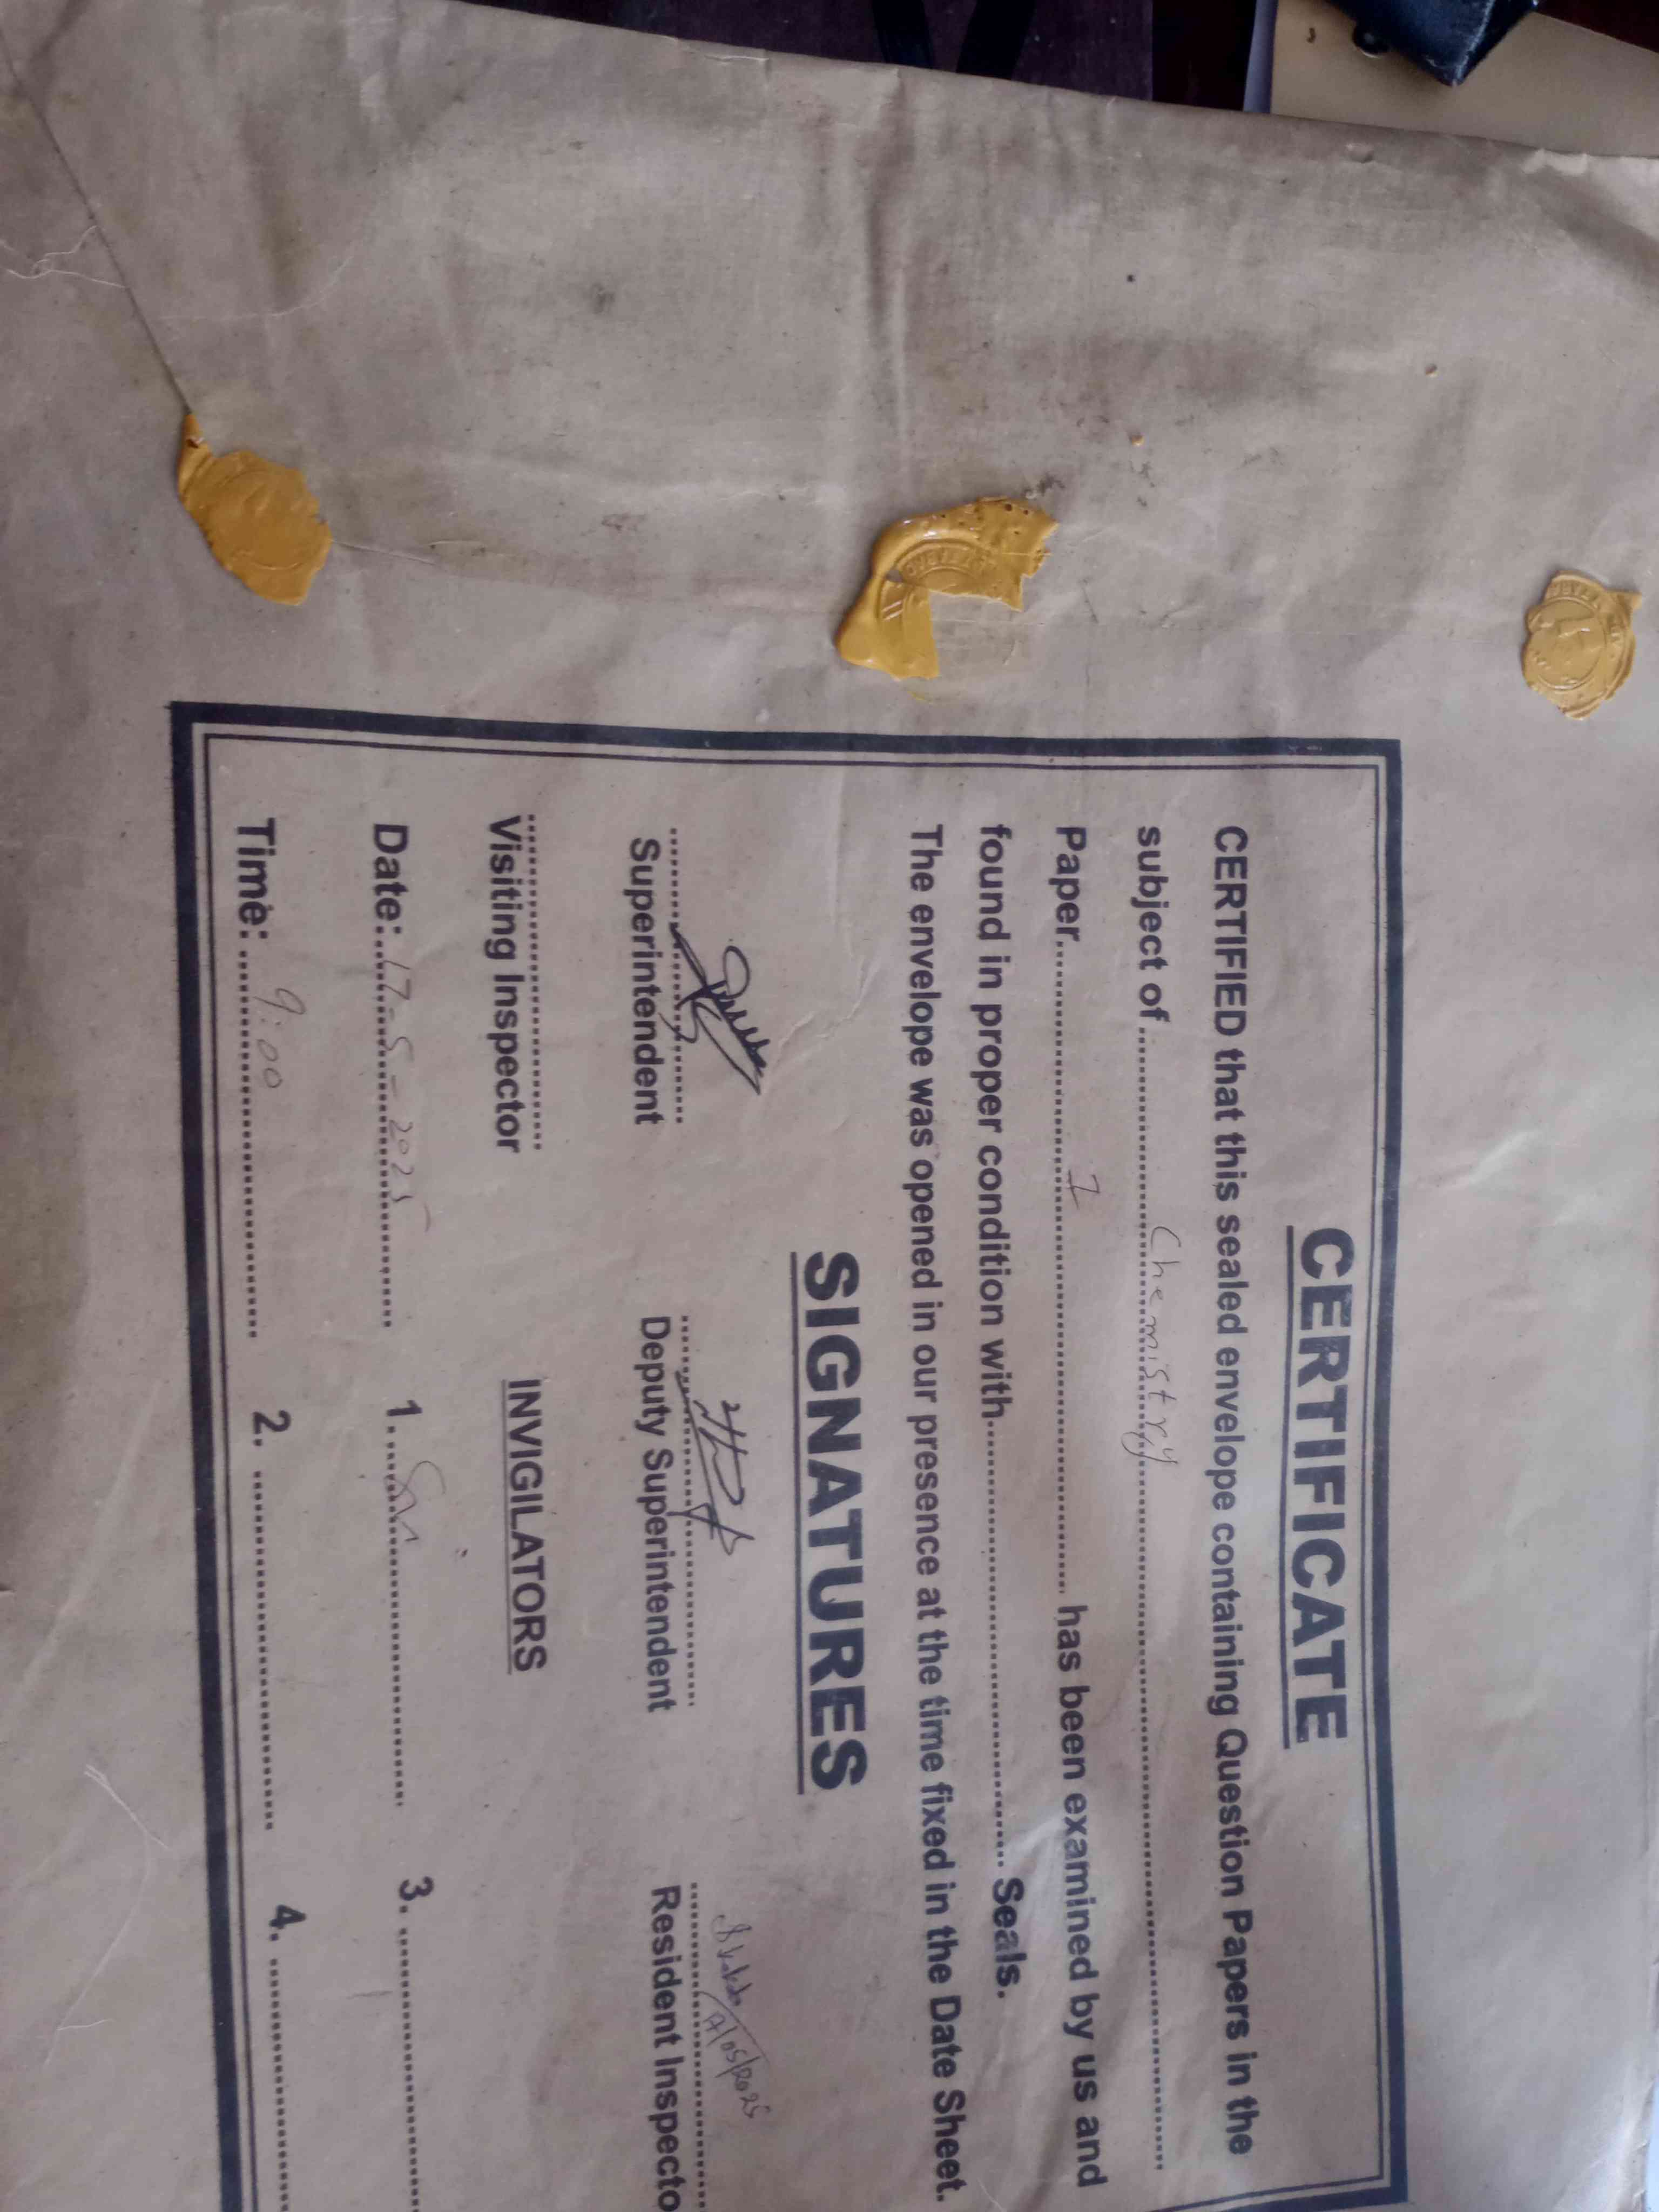 CERTIFICATE
CERTIFIED that this sealed envelope containing Question Papers in the
subject of Chemistry
Paper I has been examined by us and
found in proper condition with Seals.
The envelope was opened in our presence at the time fixed in the Date Sheet.
SIGNATURES
Superintendent Deputy Superintendent Resident Inspecto
Visiting Inspector INVIGILATORS
Date: 17-5-2025 1. 3.
Time: 9:00 2. 4.